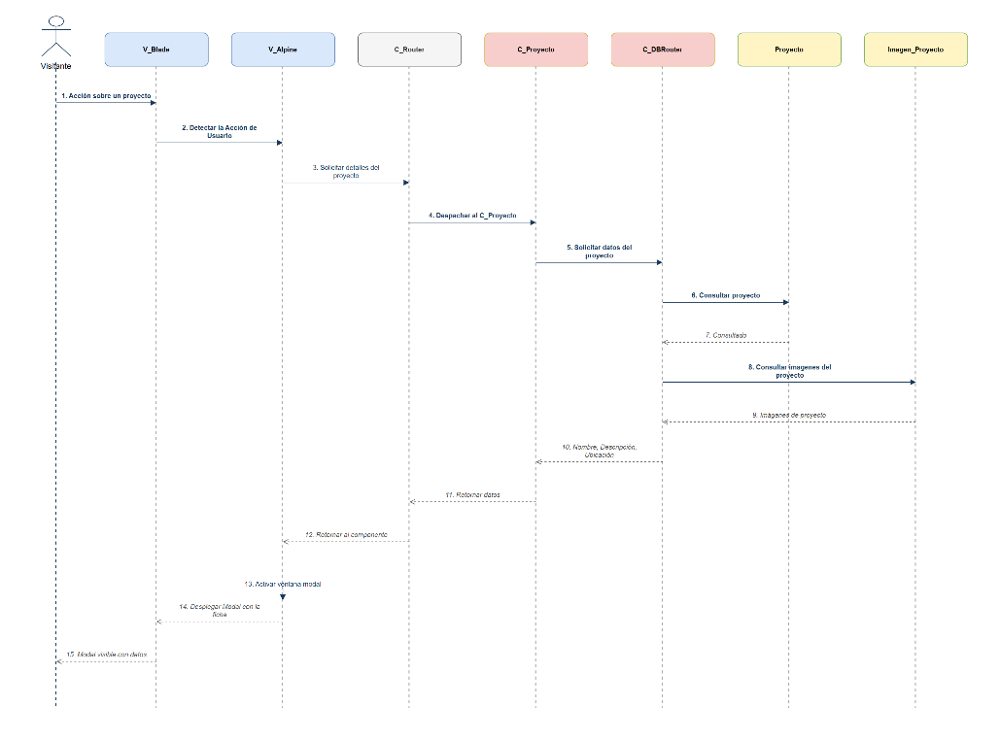 Visitante
V_Blade
V_Alpine
C_Router
C_Proyecto
C_DBRouter
Proyecto
Imagen_Proyecto
1. Acción sobre un proyecto
2. Detectar la Acción de
Usuario
3. Solicitar detalles del
proyecto
4. Despachar al C_Proyecto
5. Solicitar datos del
proyecto
6. Consultar proyecto
7. Consultado
8. Consultar imagenes del
proyecto
9. Imágenes de proyecto
10. Nombre, Descripción,
Ubicación
11. Retornar datos
12. Retornar al componente
13. Activar ventana modal
14. Desplegar Modal con la
ficha
15. Modal visible con datos